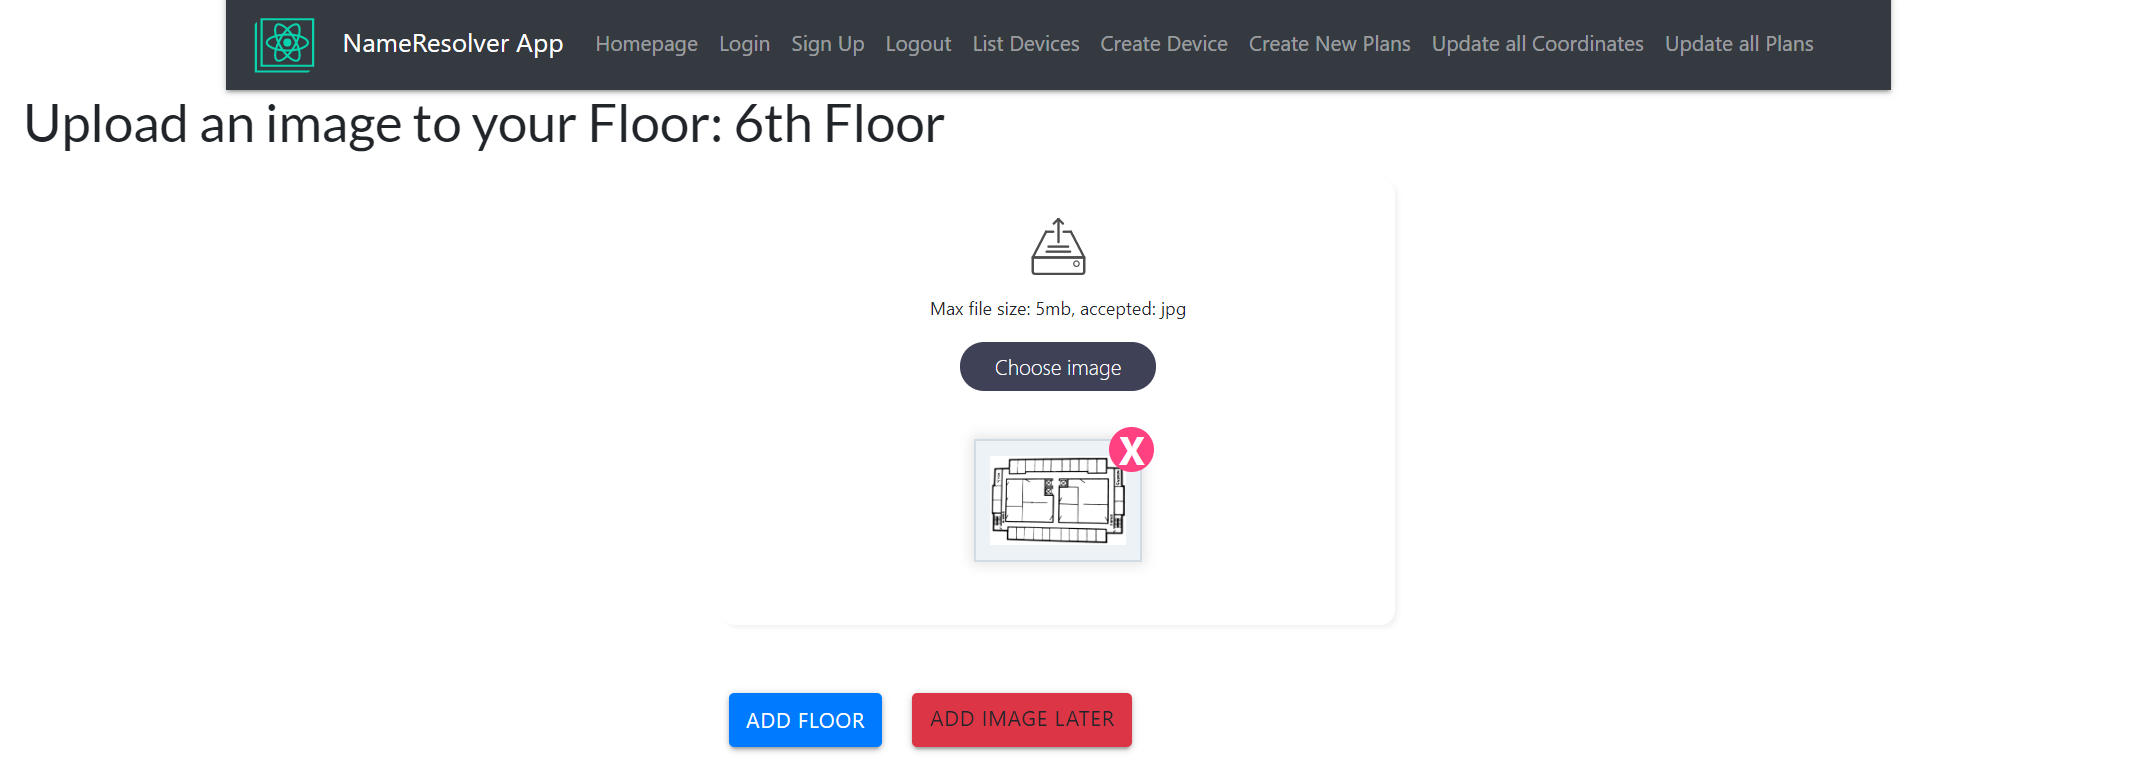 NameResolver App Homepage Login Sign Up Logout List Devices Create Device Create New Plans Update all Coordinates Update all Plans
Upload an image to your Floor: 6th Floor
Max file size: 5mb, accepted: jpg
Choose image
X
ADD FLOOR ADD IMAGE LATER